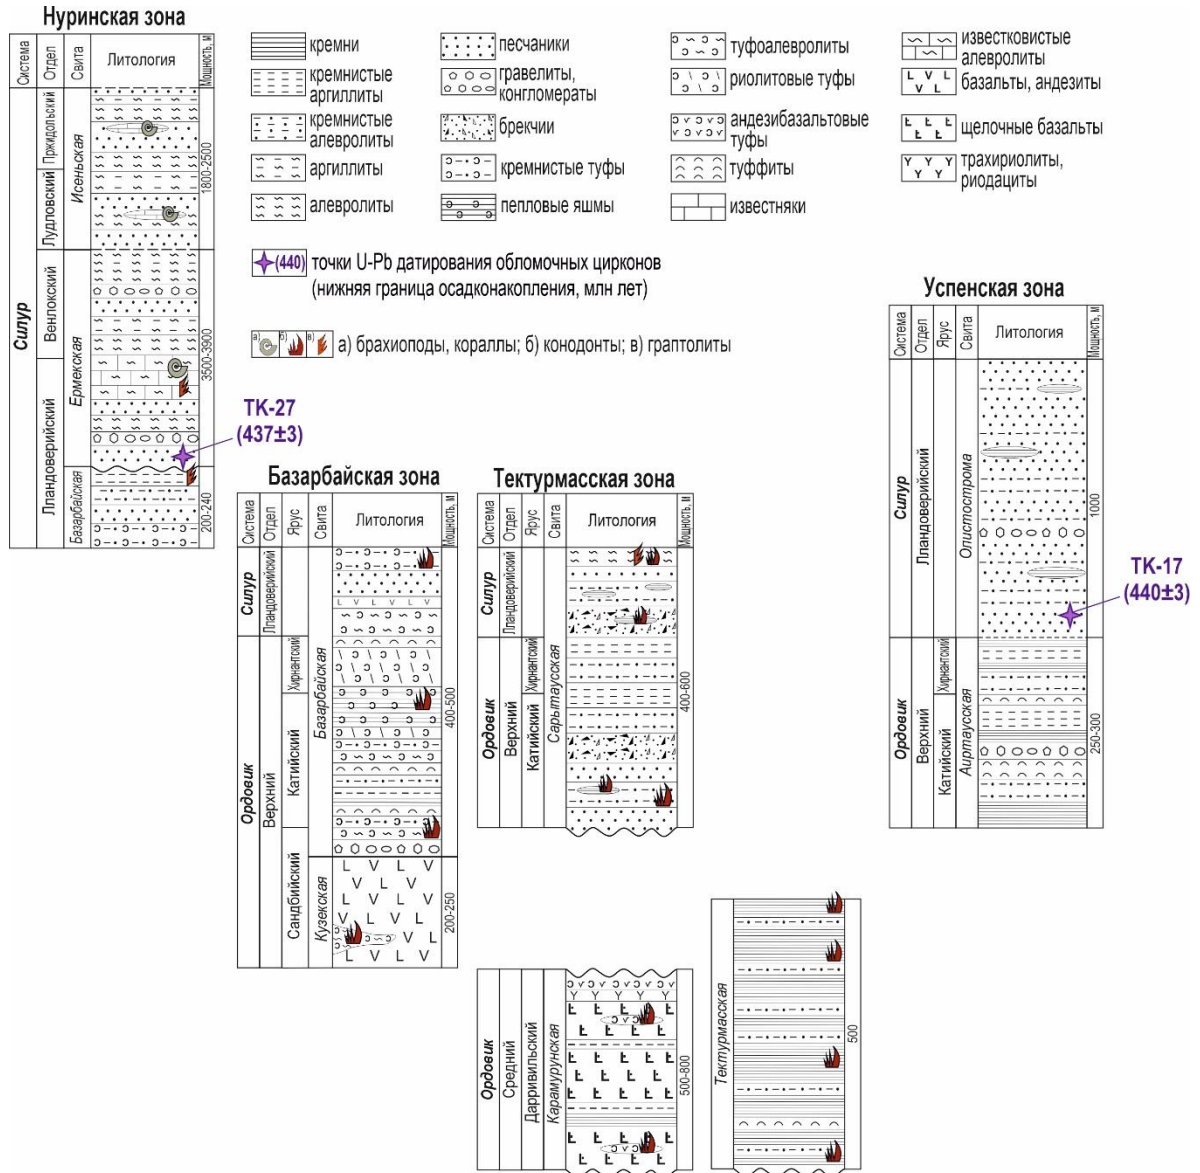 Нуринская зона
Система
Отдел
Свита
Литология
Мощность, м
Силур
Пржидольский
Лудловский
Венлокский
Лландоверийский
Исеньская
Ермекская
Базарбайская
1800-2500
3500-3900
200-240
TK-27
(437±3)
кремни
кремнистые
аргиллиты
кремнистые
алевролиты
аргиллиты
алевролиты
песчаники
гравелиты,
конгломераты
брекчии
кремнистые туфы
пепловые яшмы
туфоалевролиты
риолитовые туфы
андезибазальтовые
туфы
туффиты
известняки
известковистые
алевролиты
базальты, андезиты
щелочные базальты
трахириолиты,
риодациты
(440) точки U-Pb датирования обломочных цирконов
(нижняя граница осадконакопления, млн лет)
а) б) в) а) брахиоподы, кораллы; б) конодонты; в) граптолиты
Базарбайская зона
Система
Отдел
Ярус
Свита
Литология
Мощность, м
Силур
Лландоверийский
Ордовик
Верхний
Хирнантский
Катийский
Сандбийский
Базарбайская
Кузекская
400-500
200-250
Тектурмасская зона
Система
Отдел
Ярус
Свита
Литология
Мощность, м
Силур
Лландоверийский
Ордовик
Верхний
Хирнантский
Катийский
Сарытауская
400-600
Ордовик
Средний
Дарривильский
Карамурунская
500-800
Тектурмасская
500
Успенская зона
Система
Отдел
Ярус
Свита
Литология
Мощность, м
Силур
Лландоверийский
Олистострома
1000
TK-17
(440±3)
Ордовик
Верхний
Хирнантский
Катийский
Аиртауская
250-300